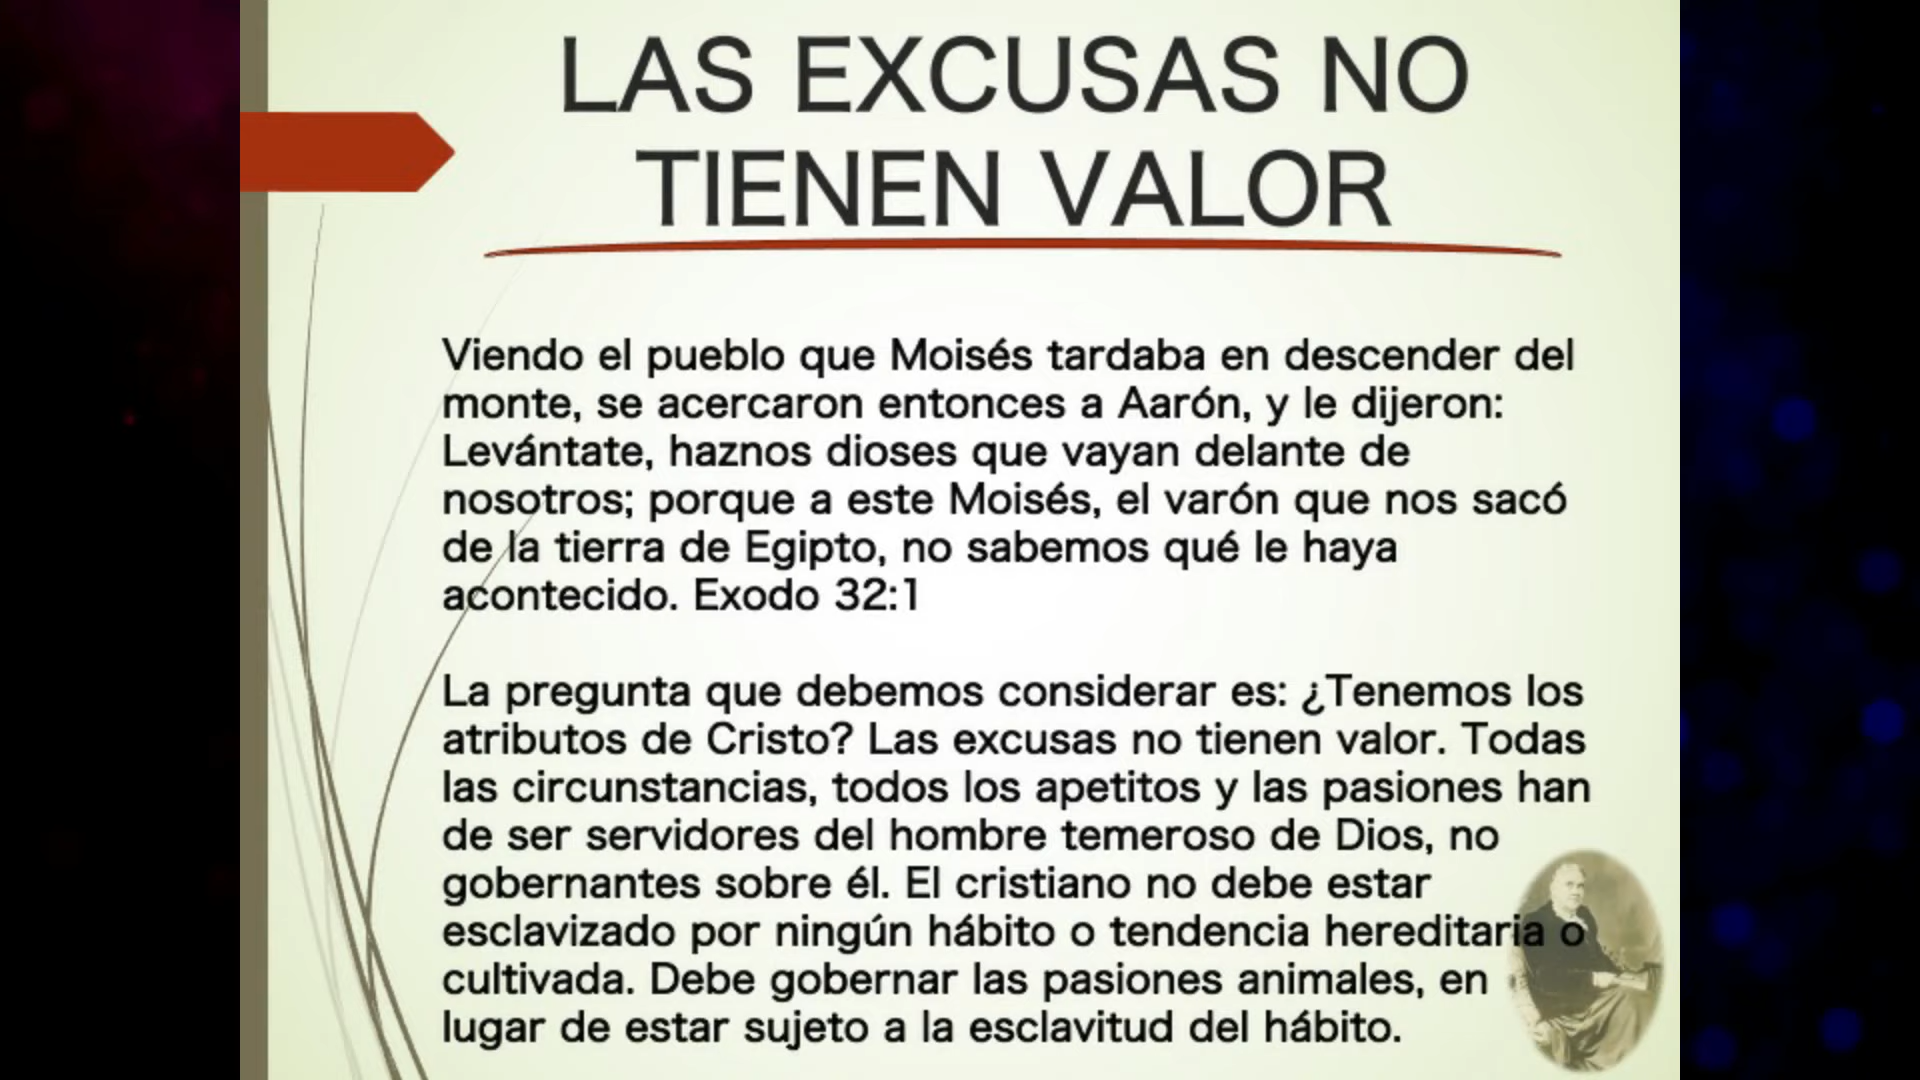 LAS EXCUSAS NO
TIENEN VALOR
Viendo el pueblo que Moisés tardaba en descender del
monte, se acercaron entonces a Aarón, y le dijeron:
Levántate, haznos dioses que vayan delante de
nosotros; porque a este Moisés, el varón que nos sacó
de la tierra de Egipto, no sabemos qué le haya
acontecido. Exodo 32:1
La pregunta que debemos considerar es: ¿Tenemos los
atributos de Cristo? Las excusas no tienen valor. Todas
las circunstancias, todos los apetitos y las pasiones han
de ser servidores del hombre temeroso de Dios, no
gobernantes sobre él. El cristiano no debe estar
esclavizado por ningún hábito o tendencia hereditaria o
cultivada. Debe gobernar las pasiones animales, en
lugar de estar sujeto a la esclavitud del hábito.